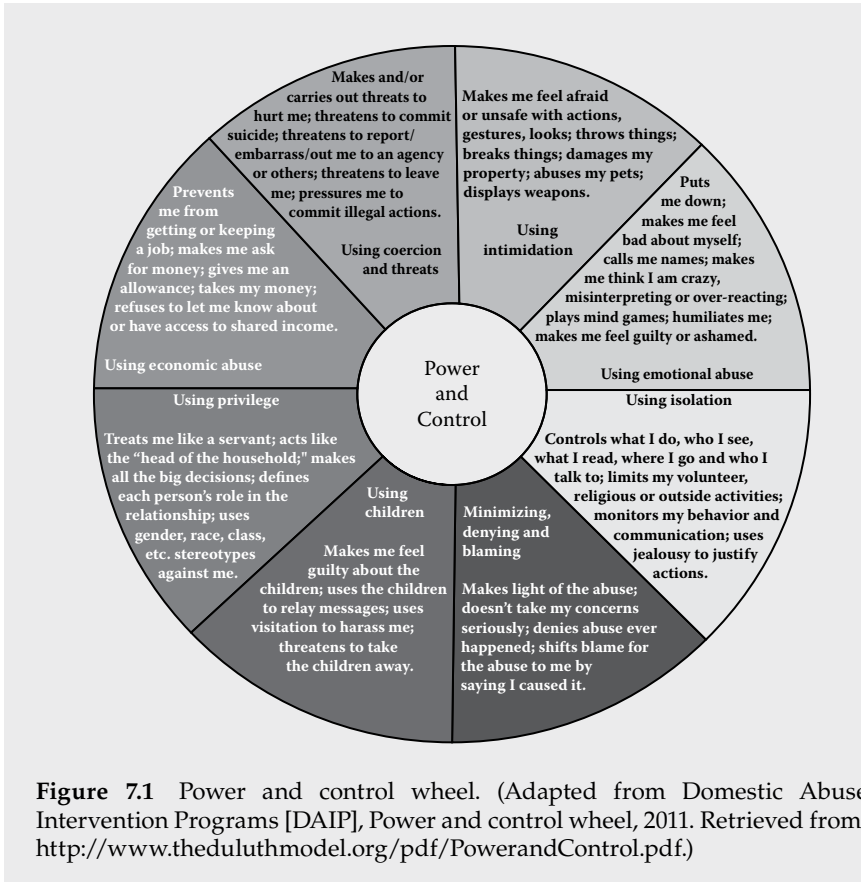 Makes and/or
carries out threats to
hurt me; threatens to commit
suicide; threatens to report/
embarrass/out me to an agency
or others; threatens to leave
me; pressures me to
commit illegal actions.
Using coercion
and threats
Makes me feel afraid
or unsafe with actions,
gestures, looks; throws things;
breaks things; damages my
property; abuses my pets;
displays weapons.
Using
intimidation
Puts
me down;
makes me feel
bad about myself;
calls me names; makes
me think I am crazy,
misinterpreting or over-reacting;
plays mind games; humiliates me;
makes me feel guilty or ashamed.
Using emotional abuse
Using isolation
Controls what I do, who I see,
what I read, where I go and who I
talk to; limits my volunteer,
religious or outside activities;
monitors my behavior and
communication; uses
jealousy to justify
actions.
Minimizing,
denying and
blaming
Makes light of the abuse;
doesn't take my concerns
seriously; denies abuse ever
happened; shifts blame for
the abuse to me by
saying I caused it.
Using
children
Makes me feel
guilty about the
children; uses the children
to relay messages; uses
visitation to harass me;
threatens to take
the children away.
Using privilege
Treats me like a servant; acts like
the "head of the household;" makes
all the big decisions; defines
each person's role in the
relationship; uses
gender, race, class,
etc. stereotypes
against me.
Prevents
me from
getting or keeping
a job; makes me ask
for money; gives me an
allowance; takes my money;
refuses to let me know about
or have access to shared income.
Using economic abuse
Power
and
Control
Figure 7.1 Power and control wheel. (Adapted from Domestic Abuse
Intervention Programs [DAIP], Power and control wheel, 2011. Retrieved from
http://www.theduluthmodel.org/pdf/PowerandControl.pdf.)